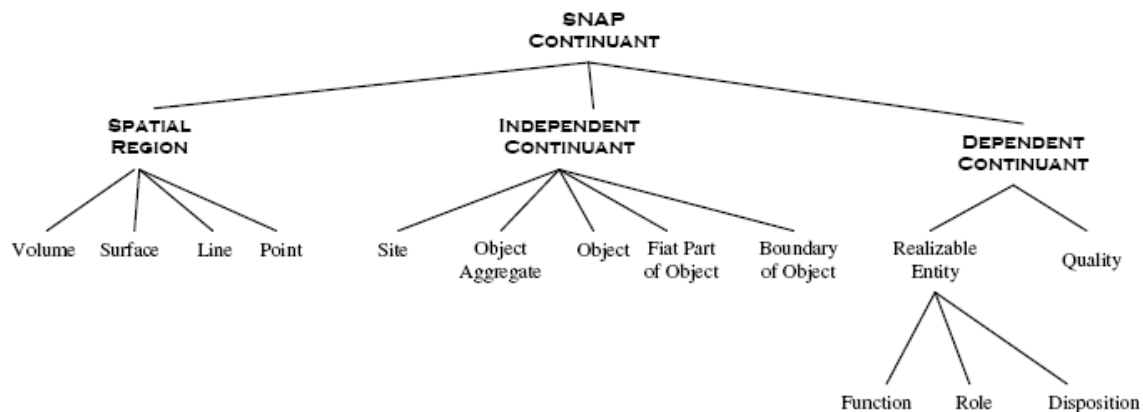 SNAP
CONTINUANT
SPATIAL
REGION
INDEPENDENT
CONTINUANT
DEPENDENT
CONTINUANT
Volume
Surface
Line
Point
Site
Object
Aggregate
Object
Fiat Part
of Object
Boundary
of Object
Realizable
Entity
Quality
Function
Role
Disposition